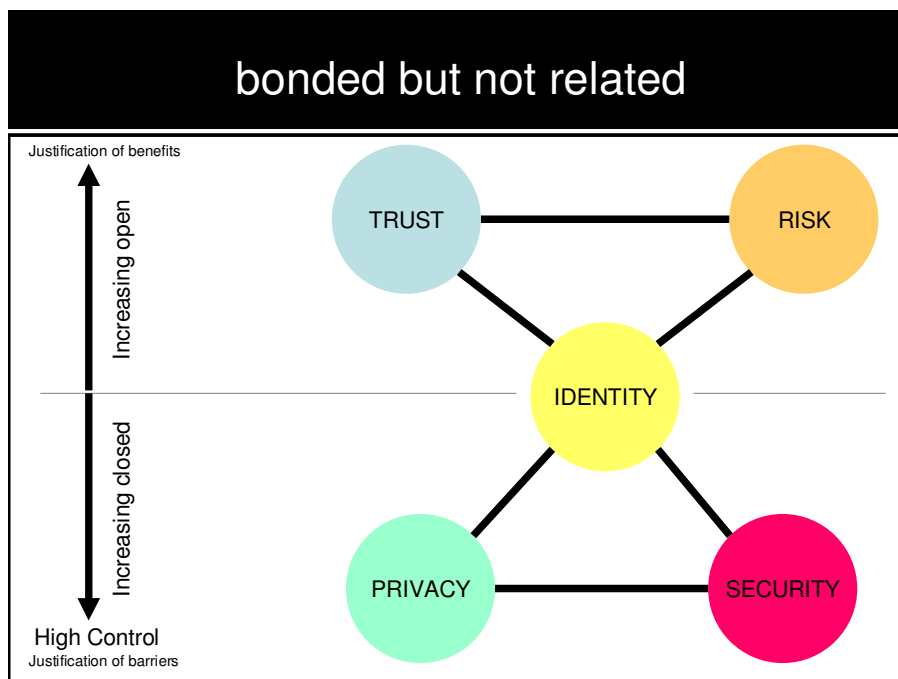 bonded but not related
Justification of benefits
Increasing open
TRUST
RISK
IDENTITY
Increasing closed
PRIVACY
SECURITY
High Control
Justification of barriers